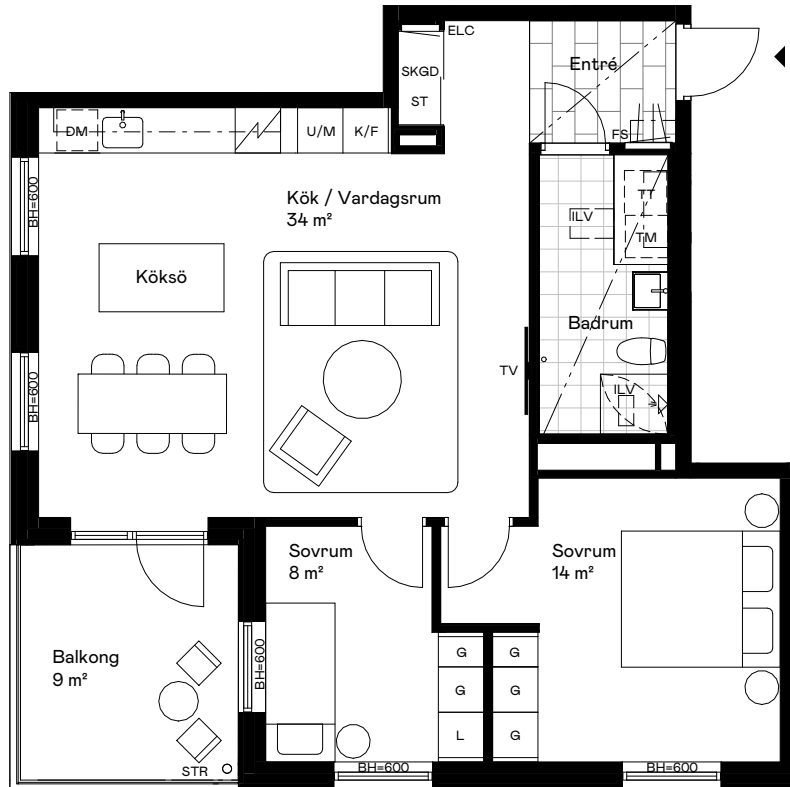 ELC
SKGD
ST
Entré
FS
DM
U/M
K/F
BH=600
Kök / Vardagsrum
34 m²
TT
ILV
TM
Köksö
Badrum
TV
BH=600
ILV
Sovrum
8 m²
Sovrum
14 m²
Balkong
9 m²
BH=600
G
G
G
G
L
G
STR
BH=600
BH=600